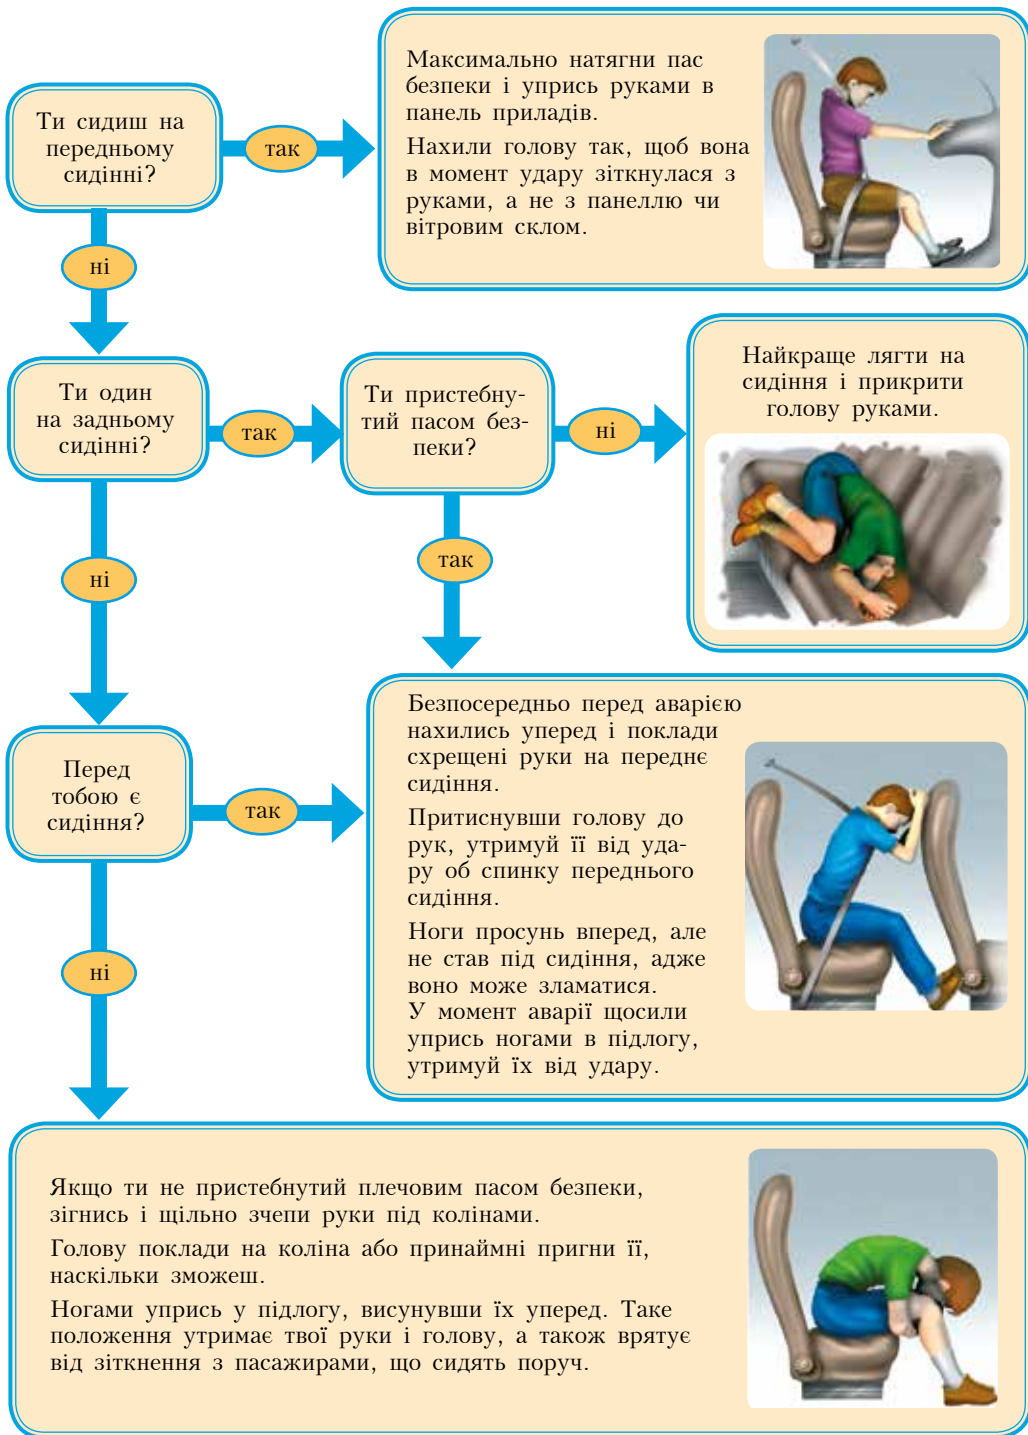 Ти сидиш на
передньому
сидінні?
так
Максимально натягни пас
безпеки і упрись руками в
панель приладів.
Нахили голову так, щоб вона
в момент удару зіткнулася з
руками, а не з панеллю чи
вітровим склом.
ні
Ти один
на задньому
сидінні?
так
Ти пристебну-
тий пасом без-
пеки?
ні
Найкраще лягти на
сидіння і прикрити
голову руками.
ні
так
Перед
тобою є
сидіння?
так
Безпосередньо перед аварією
нахились уперед і поклади
схрещені руки на переднє
сидіння.
Притиснувши голову до
рук, утримуй її від уда-
ру об спинку переднього
сидіння.
Ноги просунь вперед, але
не став під сидіння, адже
воно може зламатися.
У момент аварії щосили
упрись ногами в підлогу,
утримуй їх від удару.
ні
Якщо ти не пристебнутий плечовим пасом безпеки,
зігнись і щільно зчепи руки під колінами.
Голову поклади на коліна або принаймні пригни її,
наскільки зможеш.
Ногами упрись у підлогу, висунувши їх уперед. Таке
положення утримає твої руки і голову, а також врятує
від зіткнення з пасажирами, що сидять поруч.